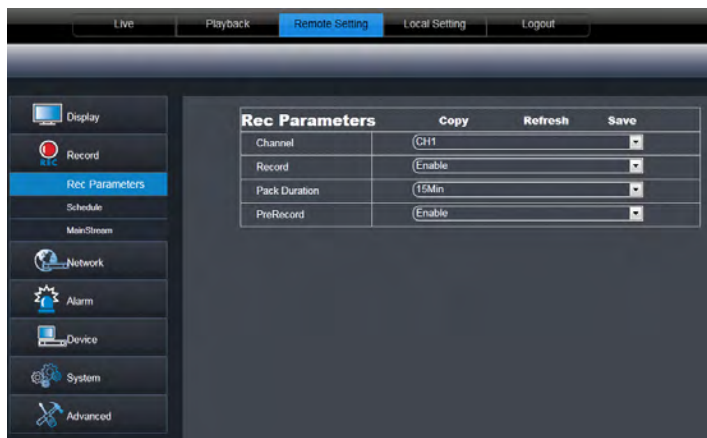 Live Playback Remote Setting Local Setting Logout
Display
Record
REC
Rec Parameters
Schedule
MainStream
Network
Alarm
Device
System
Advanced
Rec Parameters Copy Refresh Save
Channel CH1
Record Enable
Pack Duration 15Min
PreRecord Enable